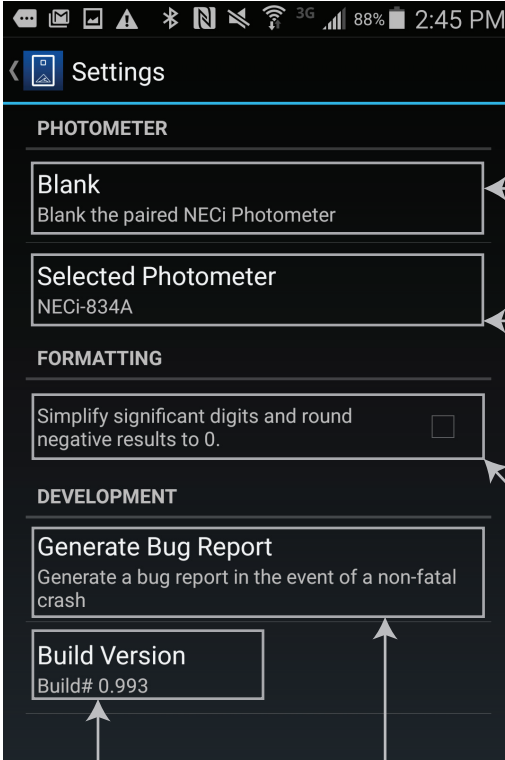 3G 88% 2:45 PM
Settings
PHOTOMETER
Blank
Blank the paired NECi Photometer
Selected Photometer
NECi-834A
FORMATTING
Simplify significant digits and round
negative results to 0.
DEVELOPMENT
Generate Bug Report
Generate a bug report in the event of a non-fatal
crash
Build Version
Build# 0.993